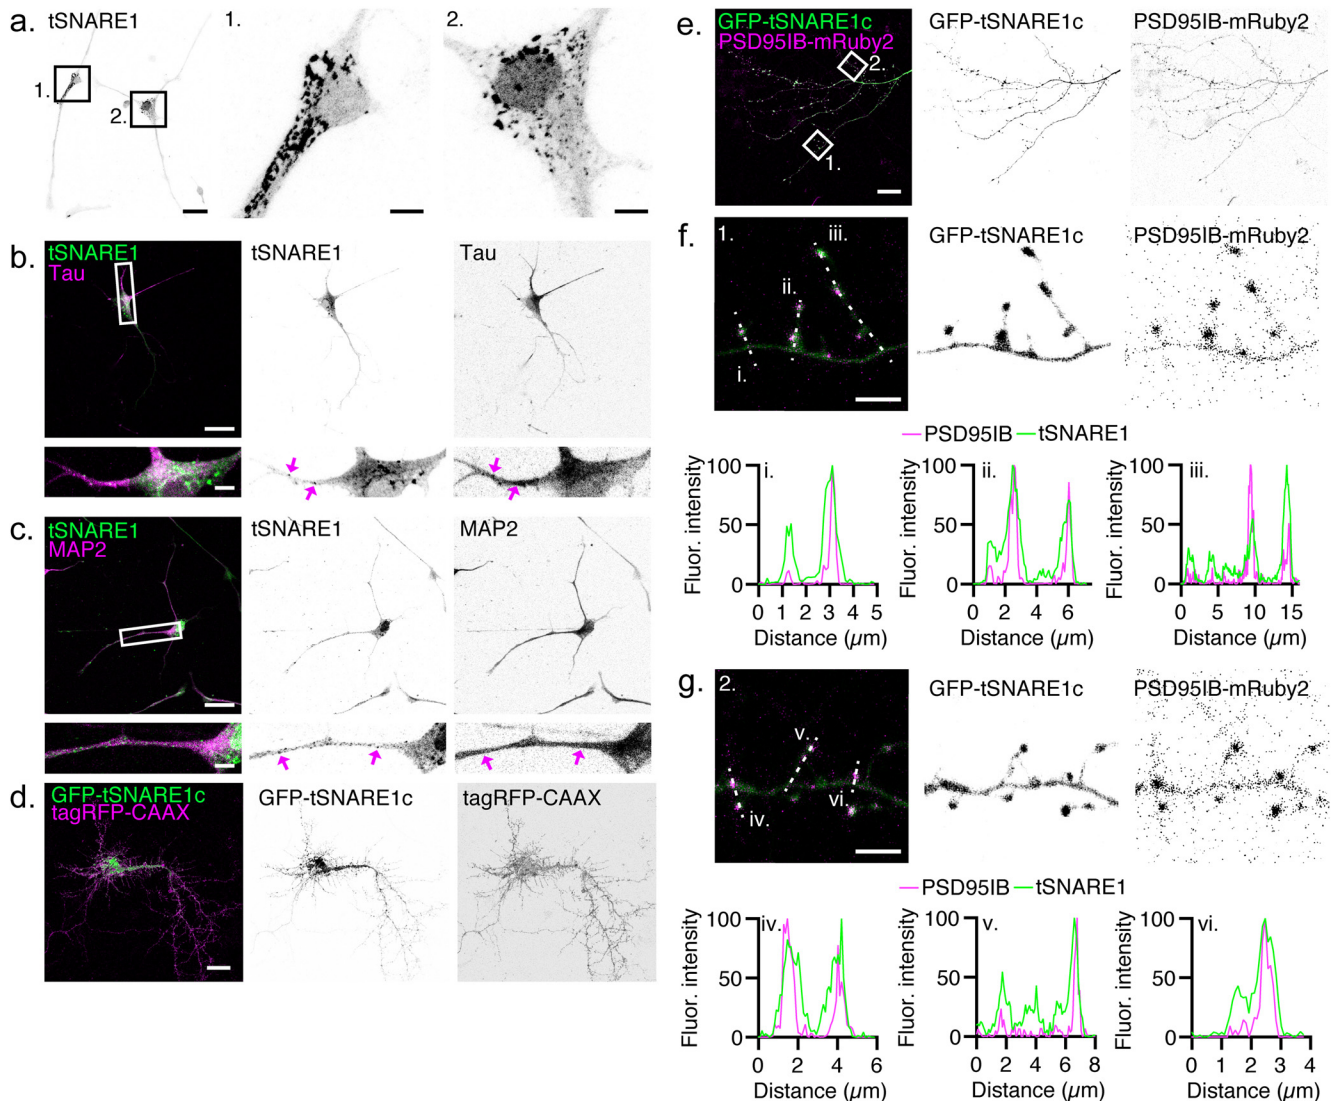 a. tSNARE1 1. 2.
1.
2.
b. tSNARE1 tSNARE1 Tau
Tau
c. tSNARE1 tSNARE1 MAP2
MAP2
d. GFP-tSNARE1c GFP-tSNARE1c tagRFP-CAAX
tagRFP-CAAX
e. GFP-tSNARE1c GFP-tSNARE1c PSD95IB-mRuby2
PSD95IB-mRuby2
2.
1.
f. 1. iii. GFP-tSNARE1c PSD95IB-mRuby2
ii.
i.
PSD95IB tSNARE1
Fluor. intensity
100
50
0
i.
0 1 2 3 4 5
Distance (µm)
Fluor. intensity
100
50
0
ii.
0 2 4 6
Distance (µm)
Fluor. intensity
100
50
0
iii.
0 5 10 15
Distance (µm)
g. 2. GFP-tSNARE1c PSD95IB-mRuby2
v.
vi.
iv.
PSD95IB tSNARE1
Fluor. intensity
100
50
0
iv.
0 2 4 6
Distance (µm)
Fluor. intensity
100
50
0
v.
0 2 4 6 8
Distance (µm)
Fluor. intensity
100
50
0
vi.
0 1 2 3 4
Distance (µm)